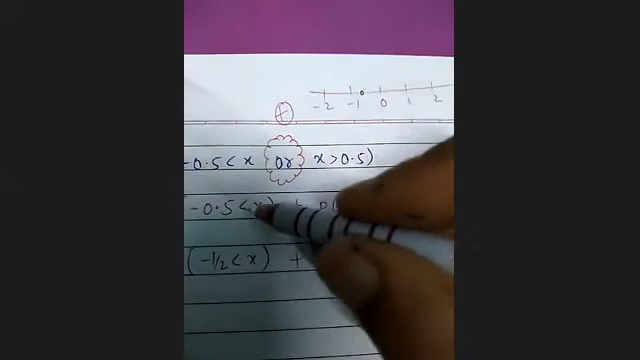 -2 -1 0 1 2
+
-0.5 < x or x > 0.5)
-0.5 < x) + P(
(-1/2 < x) +